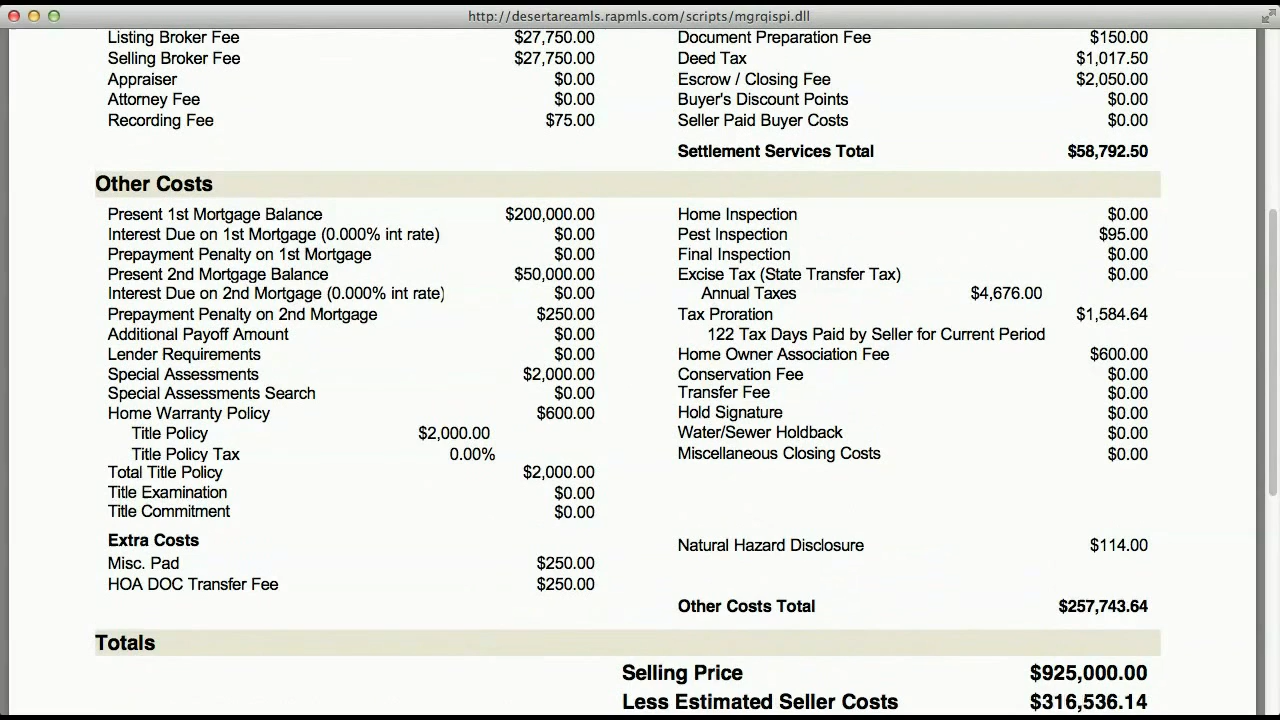 http://desertareamls.rapmls.com/scripts/mgrqispi.dll
Listing Broker Fee $27,750.00 Document Preparation Fee $150.00
Selling Broker Fee $27,750.00 Deed Tax $1,017.50
Appraiser $0.00 Escrow / Closing Fee $2,050.00
Attorney Fee $0.00 Buyer's Discount Points $0.00
Recording Fee $75.00 Seller Paid Buyer Costs $0.00
Settlement Services Total $58,792.50
Other Costs
Present 1st Mortgage Balance $200,000.00 Home Inspection $0.00
Interest Due on 1st Mortgage (0.000% int rate) $0.00 Pest Inspection $95.00
Prepayment Penalty on 1st Mortgage $0.00 Final Inspection $0.00
Present 2nd Mortgage Balance $50,000.00 Excise Tax (State Transfer Tax) $0.00
Interest Due on 2nd Mortgage (0.000% int rate) $0.00 Annual Taxes $4,676.00
Prepayment Penalty on 2nd Mortgage $250.00 Tax Proration $1,584.64
Additional Payoff Amount $0.00 122 Tax Days Paid by Seller for Current Period
Lender Requirements $0.00 Home Owner Association Fee $600.00
Special Assessments $2,000.00 Conservation Fee $0.00
Special Assessments Search $0.00 Transfer Fee $0.00
Home Warranty Policy $600.00 Hold Signature $0.00
Title Policy $2,000.00 Water/Sewer Holdback $0.00
Title Policy Tax 0.00% Miscellaneous Closing Costs $0.00
Total Title Policy $2,000.00
Title Examination $0.00
Title Commitment $0.00
Extra Costs
Natural Hazard Disclosure $114.00
Misc. Pad $250.00
HOA DOC Transfer Fee $250.00
Other Costs Total $257,743.64
Totals
Selling Price $925,000.00
Less Estimated Seller Costs $316,536.14